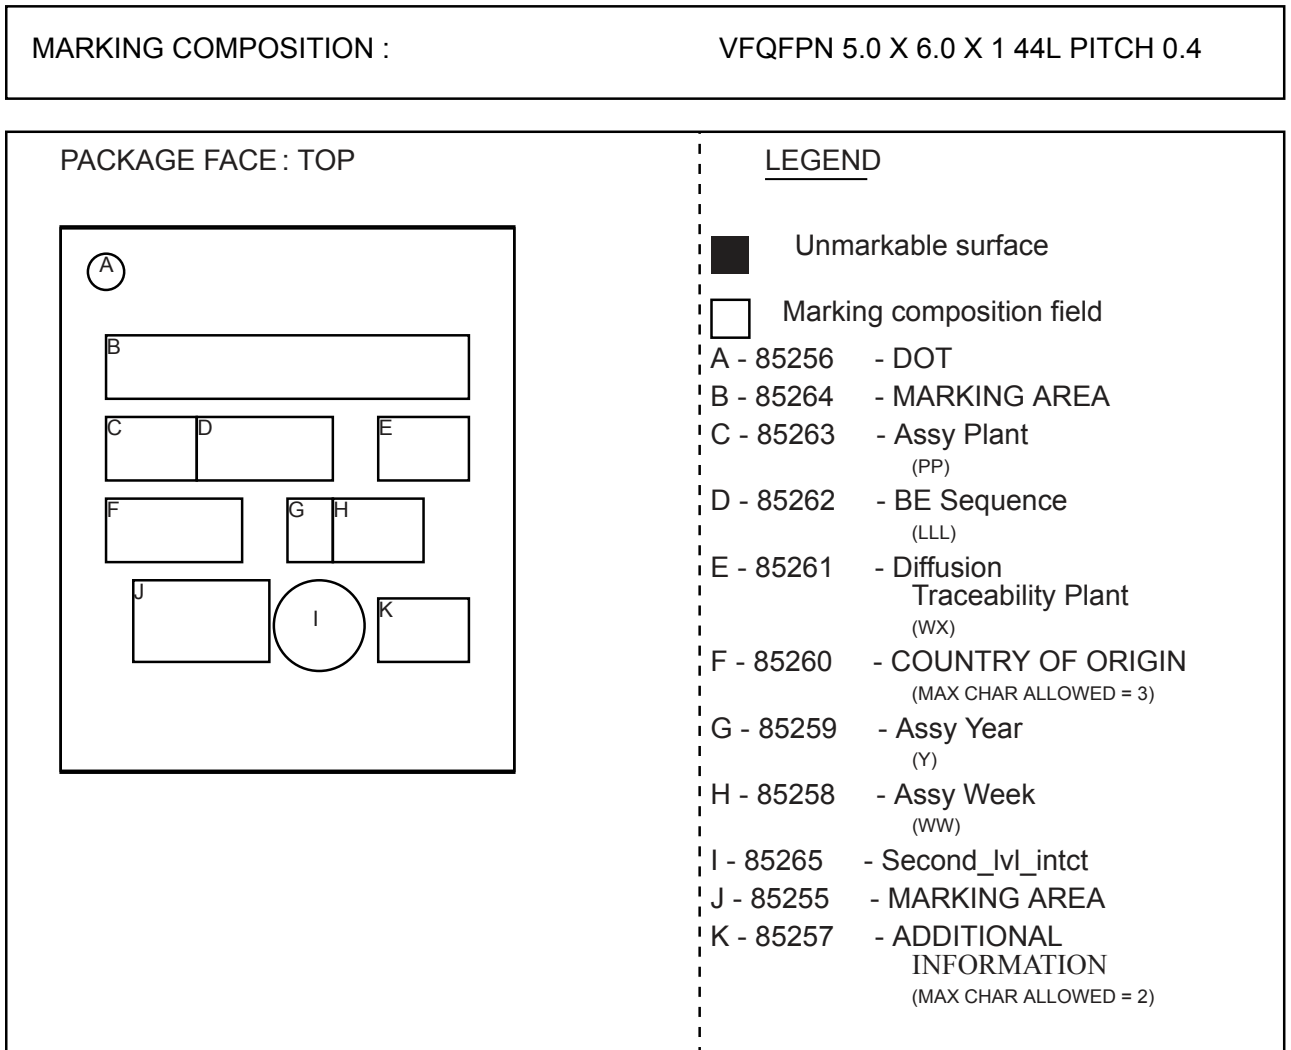 MARKING COMPOSITION :
VFQFPN 5.0 X 6.0 X 1 44L PITCH 0.4
PACKAGE FACE : TOP
A
B
C D E
F G H
J I K
LEGEND
Unmarkable surface
Marking composition field
A - 85256 - DOT
B - 85264 - MARKING AREA
C - 85263 - Assy Plant
(PP)
D - 85262 - BE Sequence
(LLL)
E - 85261 - Diffusion
Traceability Plant
(WX)
F - 85260 - COUNTRY OF ORIGIN
(MAX CHAR ALLOWED = 3)
G - 85259 - Assy Year
(Y)
H - 85258 - Assy Week
(WW)
I - 85265 - Second_lvl_intct
J - 85255 - MARKING AREA
K - 85257 - ADDITIONAL
INFORMATION
(MAX CHAR ALLOWED = 2)